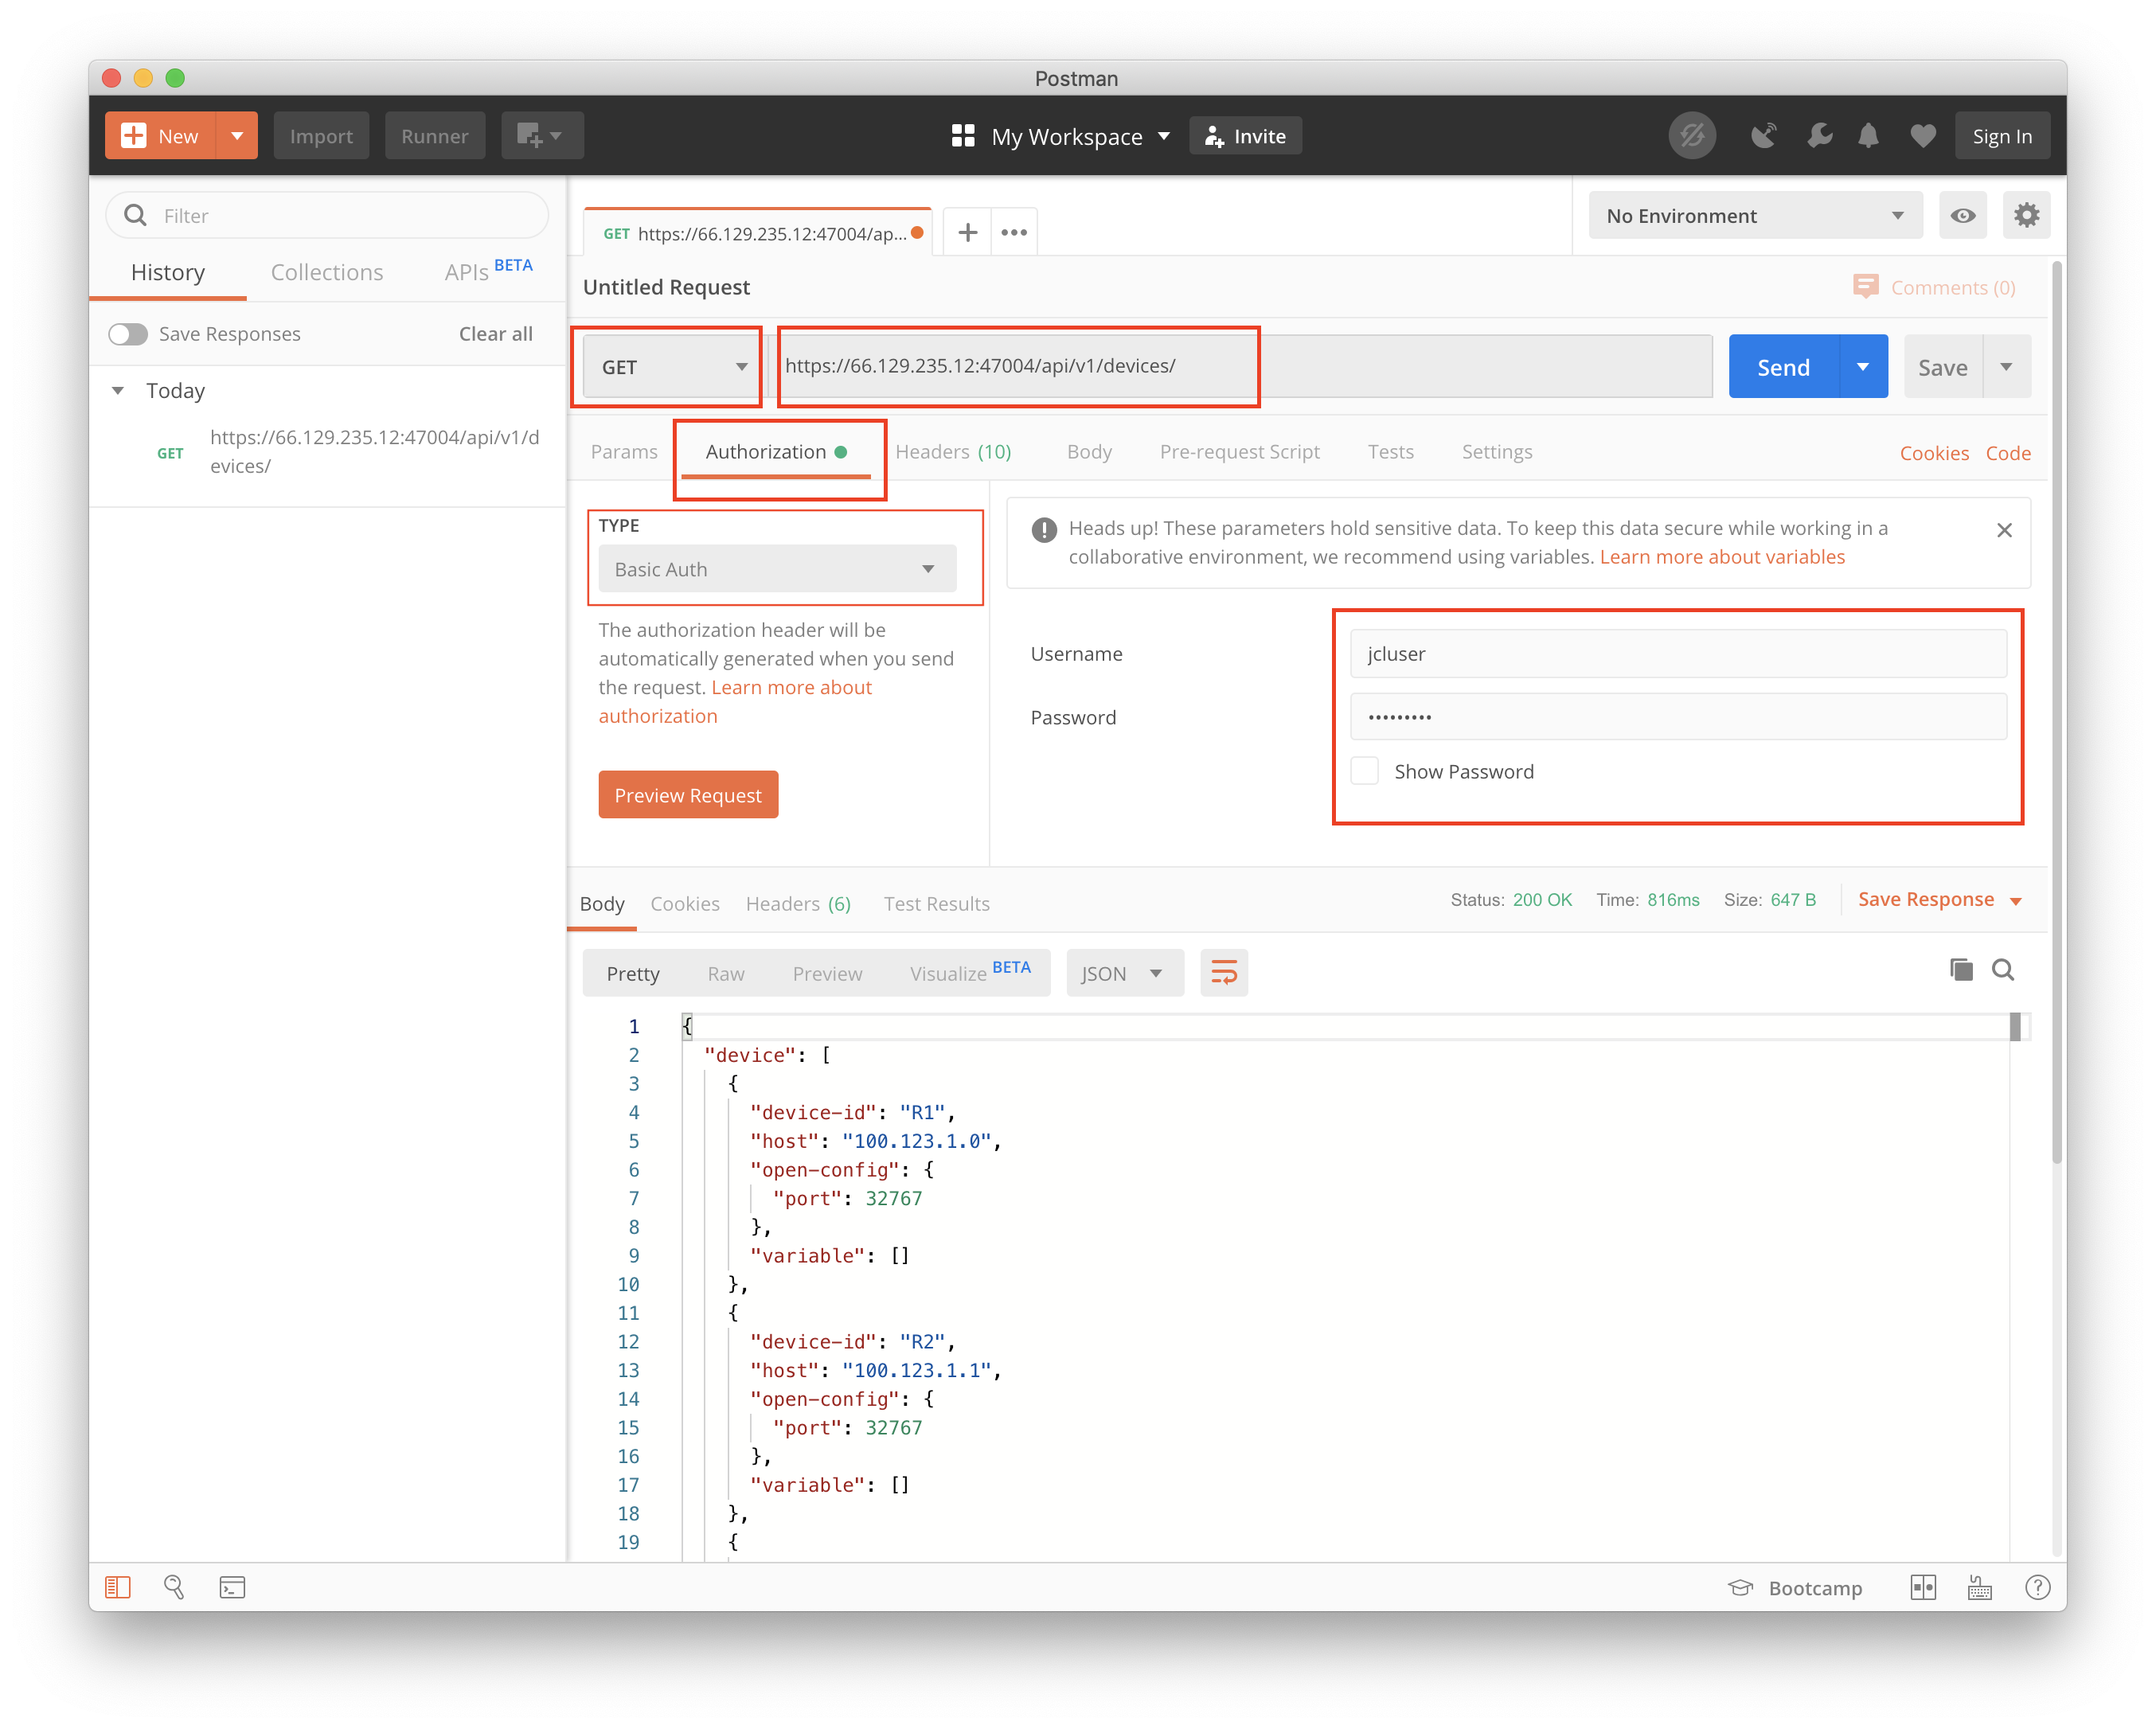 Postman
New
Import
Runner
My Workspace
Invite
Sign In
Filter
History
Collections
APIs BETA
Save Responses
Clear all
Today
GET
https://66.129.235.12:47004/api/v1/d
evices/
GET https://66.129.235.12:47004/ap...
No Environment
Untitled Request
Comments (0)
GET
https://66.129.235.12:47004/api/v1/devices/
Send
Save
Params
Authorization
Headers (10)
Body
Pre-request Script
Tests
Settings
Cookies
Code
TYPE
Basic Auth
The authorization header will be
automatically generated when you send
the request. Learn more about
authorization
Preview Request
Heads up! These parameters hold sensitive data. To keep this data secure while working in a
collaborative environment, we recommend using variables. Learn more about variables
Username
jcluser
Password
•••••••••
Show Password
Body
Cookies
Headers (6)
Test Results
Status: 200 OK
Time: 816ms
Size: 647 B
Save Response
Pretty
Raw
Preview
Visualize BETA
JSON
1 {
2 "device": [
3 {
4 "device-id": "R1",
5 "host": "100.123.1.0",
6 "open-config": {
7 "port": 32767
8 },
9 "variable": []
10 },
11 {
12 "device-id": "R2",
13 "host": "100.123.1.1",
14 "open-config": {
15 "port": 32767
16 },
17 "variable": []
18 },
19 {
Bootcamp